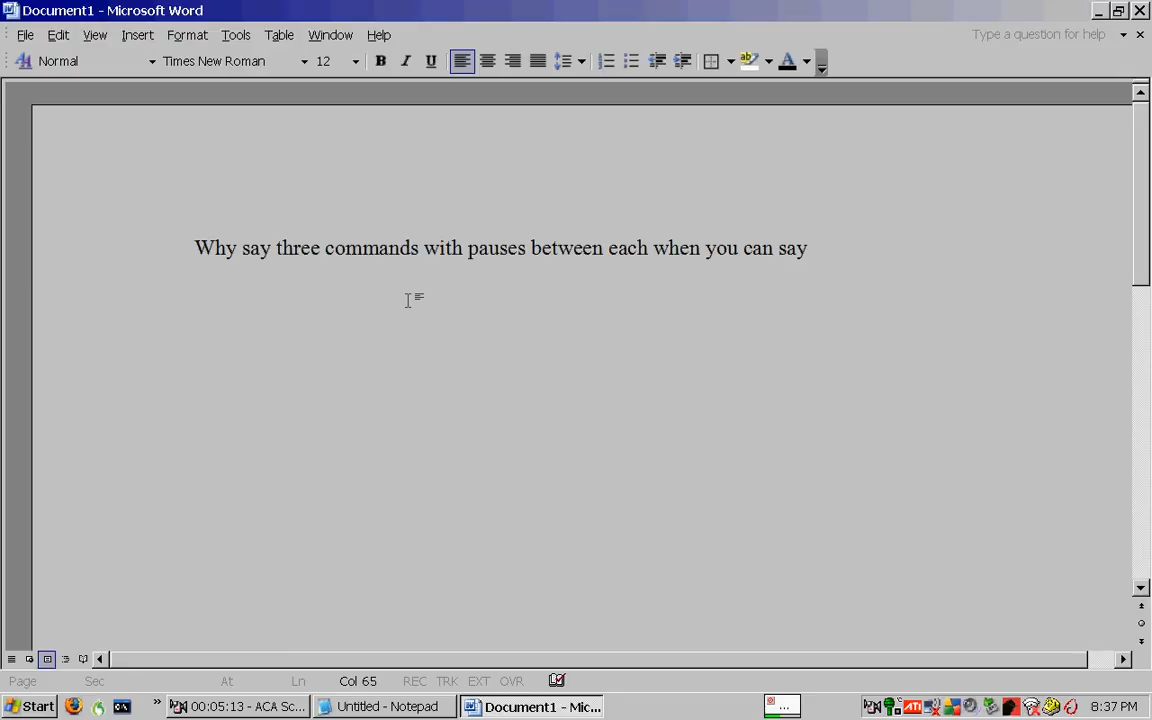 Document1 - Microsoft Word
File Edit View Insert Format Tools Table Window Help Type a question for help
Normal Times New Roman 12 B I U A
Why say three commands with pauses between each when you can say
Page Sec At Ln Col 65 REC TRK EXT OVR
Start 00:05:13 - ACA Sc... Untitled - Notepad Document1 - Mic... ... ATI 8:37 PM